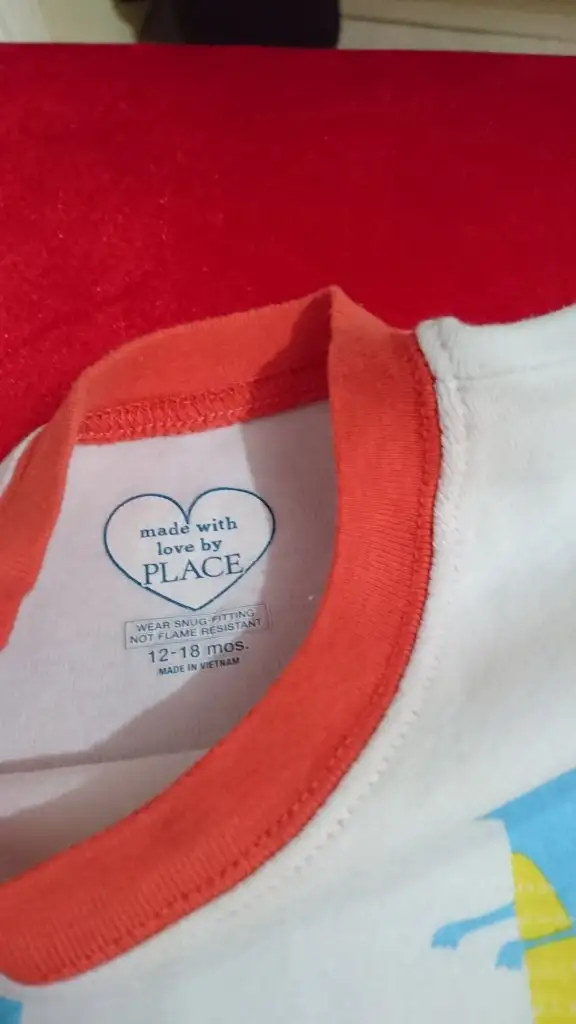 made with
love by
PLACE
WEAR SNUG-FITTING
NOT FLAME RESISTANT
12-18 mos.
MADE IN VIETNAM